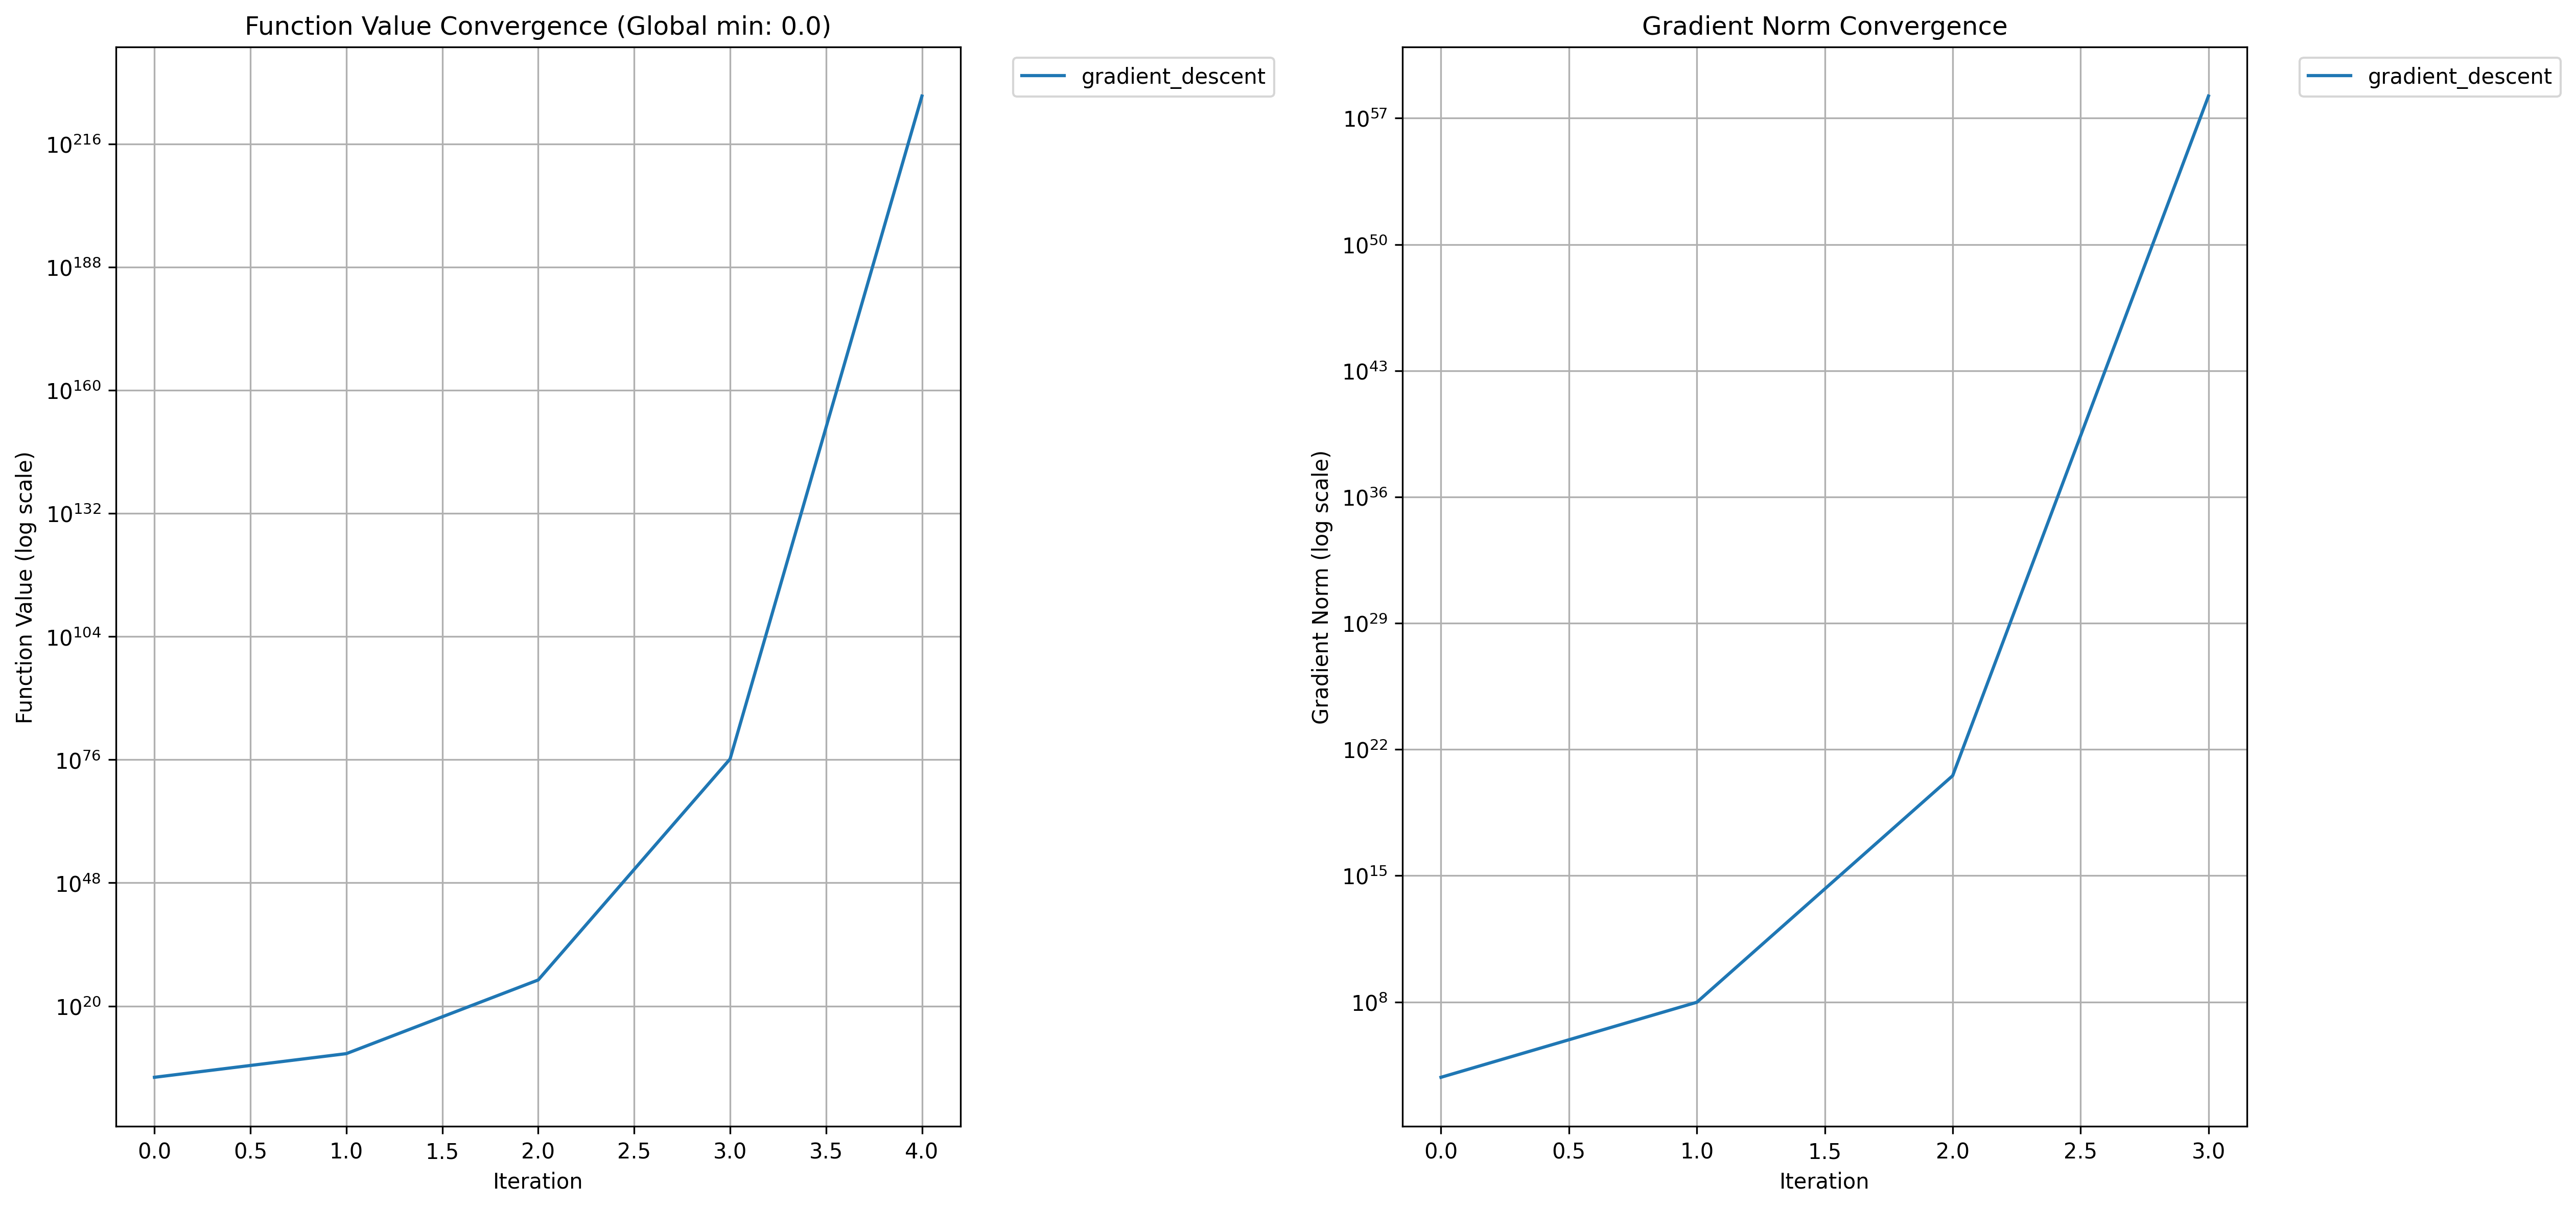 Function Value Convergence (Global min: 0.0)
gradient_descent
Function Value (log scale)
10^216
10^188
10^160
10^132
10^104
10^76
10^48
10^20
0.0 0.5 1.0 1.5 2.0 2.5 3.0 3.5 4.0
Iteration
Gradient Norm Convergence
gradient_descent
Gradient Norm (log scale)
10^57
10^50
10^43
10^36
10^29
10^22
10^15
10^8
0.0 0.5 1.0 1.5 2.0 2.5 3.0
Iteration